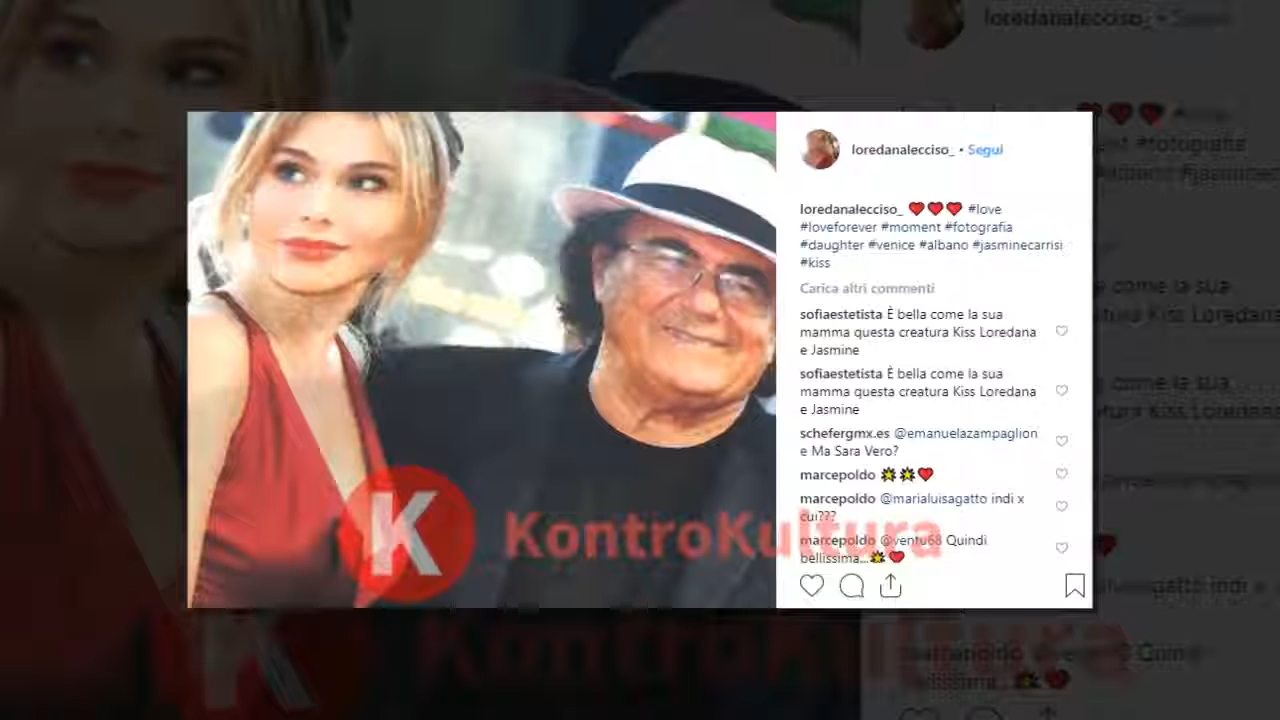 loredanalecciso_ • Segui
loredanalecciso_ ❤❤❤ #love
#loveforever #moment #fotografia
#daughter #venice #albano #jasminecarrisi
#kiss
Carica altri commenti
sofiaestetista È bella come la sua
mamma questa creatura Kiss Loredana
e Jasmine
sofiaestetista È bella come la sua
mamma questa creatura Kiss Loredana
e Jasmine
schefergmx.es @emanuelazampaglion
e Ma Sara Vero?
marcepoldo 💥💥❤
marcepoldo @marialuisagatto indi x
cui???
marcepoldo @ventu68 Quindi
bellissima...💥❤
K KontroKultura